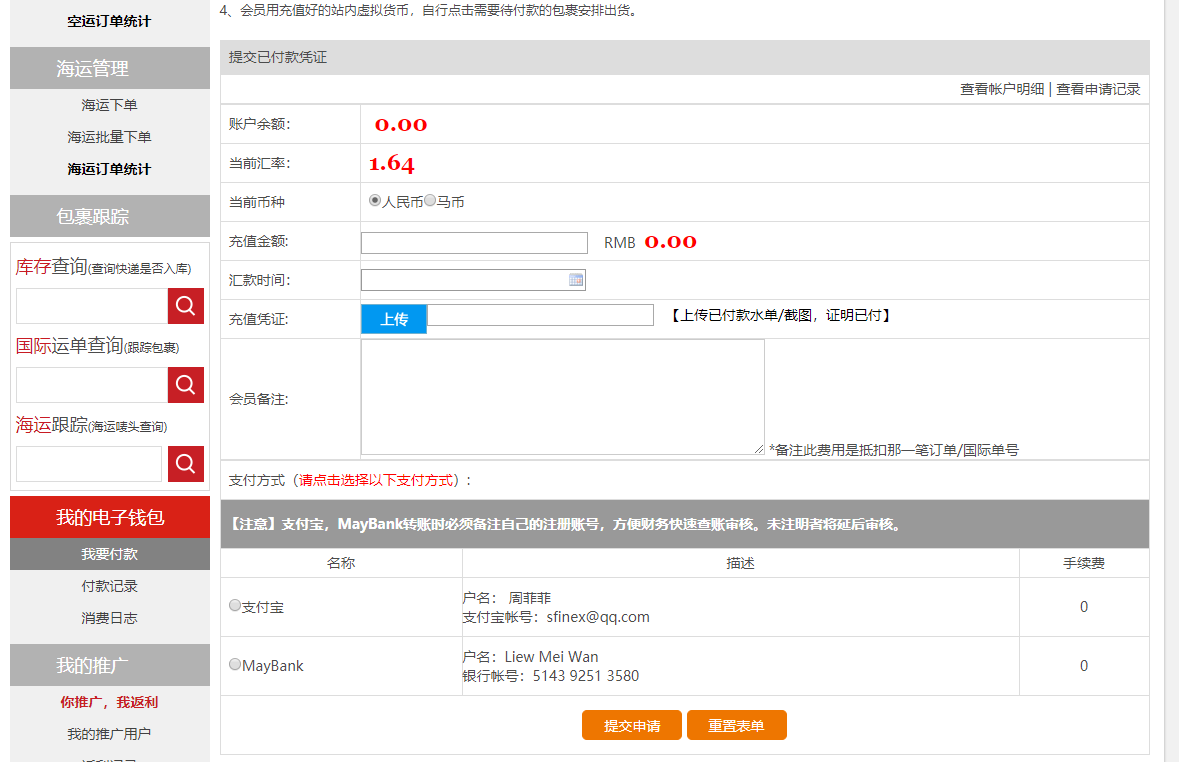 空运订单统计
海运管理
海运下单
海运批量下单
海运订单统计
包裹跟踪
库存查询(查询快递是否入库)
国际运单查询(跟踪包裹)
海运跟踪(海运唛头查询)
我的电子钱包
我要付款
付款记录
消费日志
我的推广
你推广，我返利
我的推广用户
4、会员用充值好的站内虚拟货币，自行点击需要待付款的包裹安排出货。
提交已付款凭证
查看帐户明细 | 查看申请记录
账户余额: 0.00
当前汇率: 1.64
当前币种 人民币 马币
充值金额: RMB 0.00
汇款时间:
充值凭证: 上传 【上传已付款水单/截图，证明已付】
会员备注: *备注此费用是抵扣那一笔订单/国际单号
支付方式（请点击选择以下支付方式）:
【注意】支付宝，MayBank转账时必须备注自己的注册账号，方便财务快速查账审核。未注明者将延后审核。
名称 描述 手续费
支付宝 户名： 周菲菲 0
支付宝帐号：sfinex@qq.com
MayBank 户名：Liew Mei Wan 0
银行帐号：5143 9251 3580
提交申请 重置表单